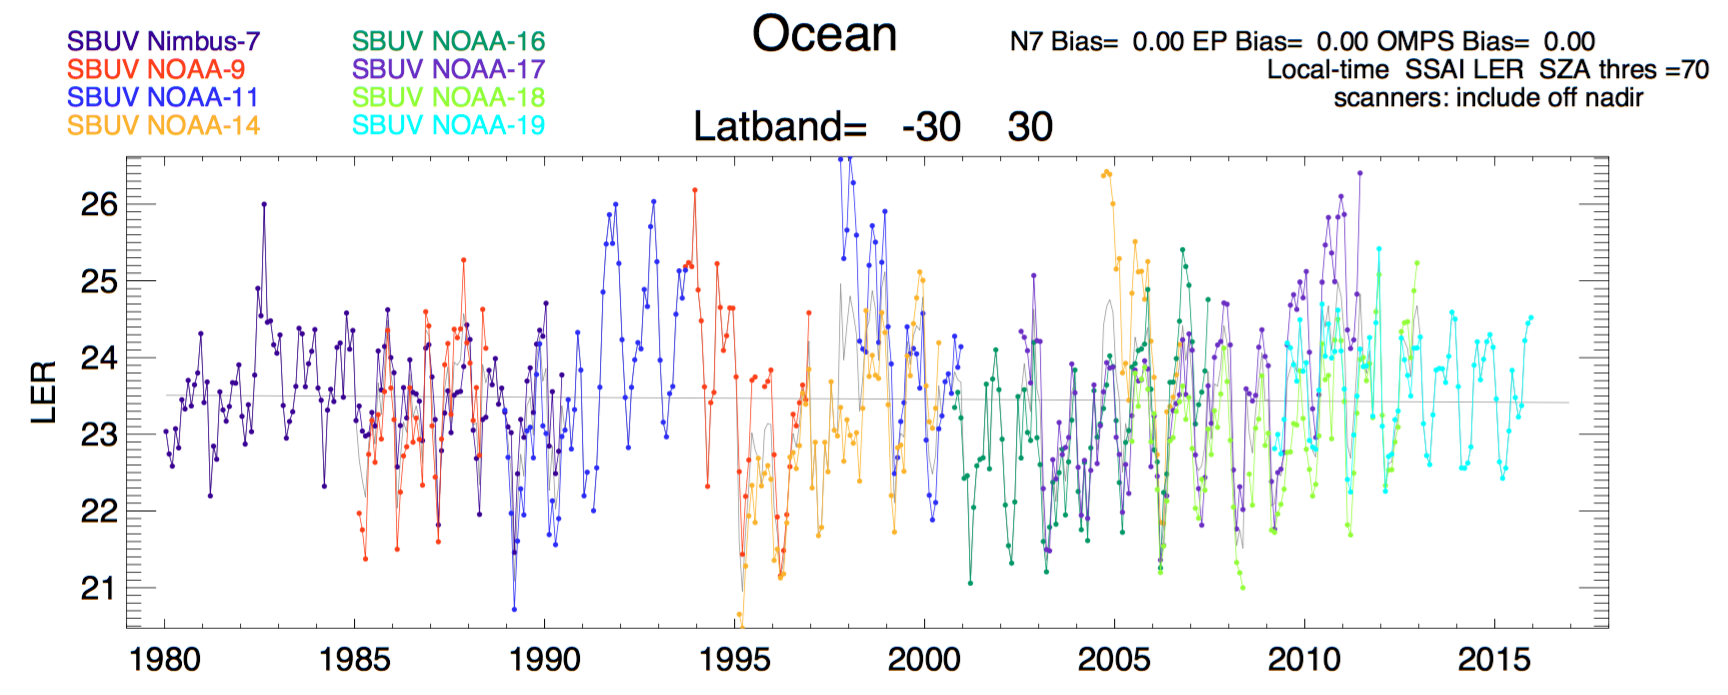 Ocean
SBUV Nimbus-7 SBUV NOAA-16 N7 Bias= 0.00 EP Bias= 0.00 OMPS Bias= 0.00
SBUV NOAA-9 SBUV NOAA-17 Local-time SSAI LER SZA thres =70
SBUV NOAA-11 SBUV NOAA-18 scanners: include off nadir
SBUV NOAA-14 SBUV NOAA-19 Latband= -30 30
26
25
24
23
22
21
LER
1980 1985 1990 1995 2000 2005 2010 2015